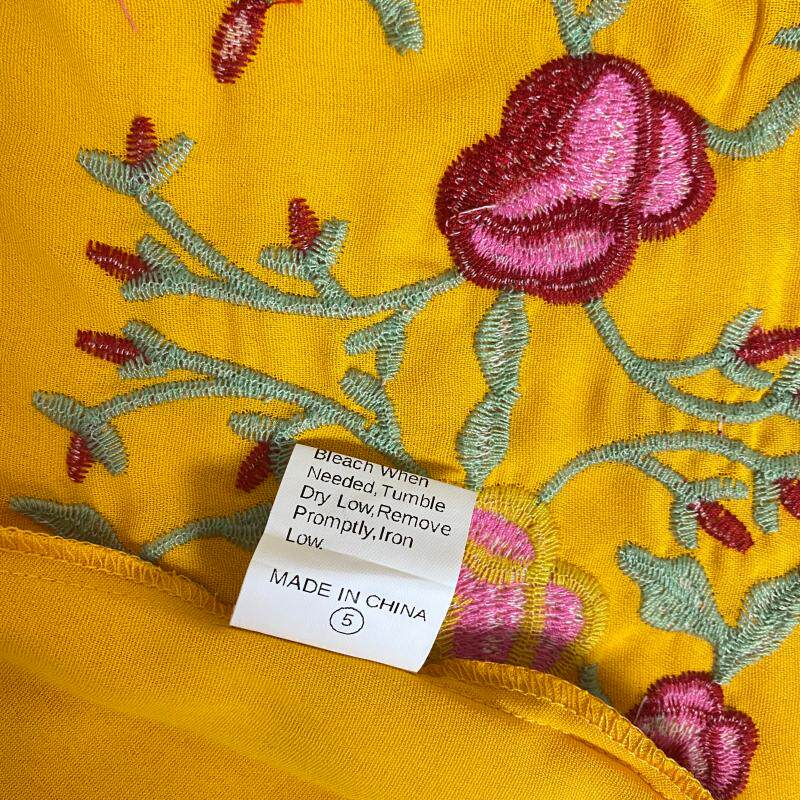 Bleach When
Needed,Tumble
Dry Low,Remove
Promptly,Iron
Low.
MADE IN CHINA
5